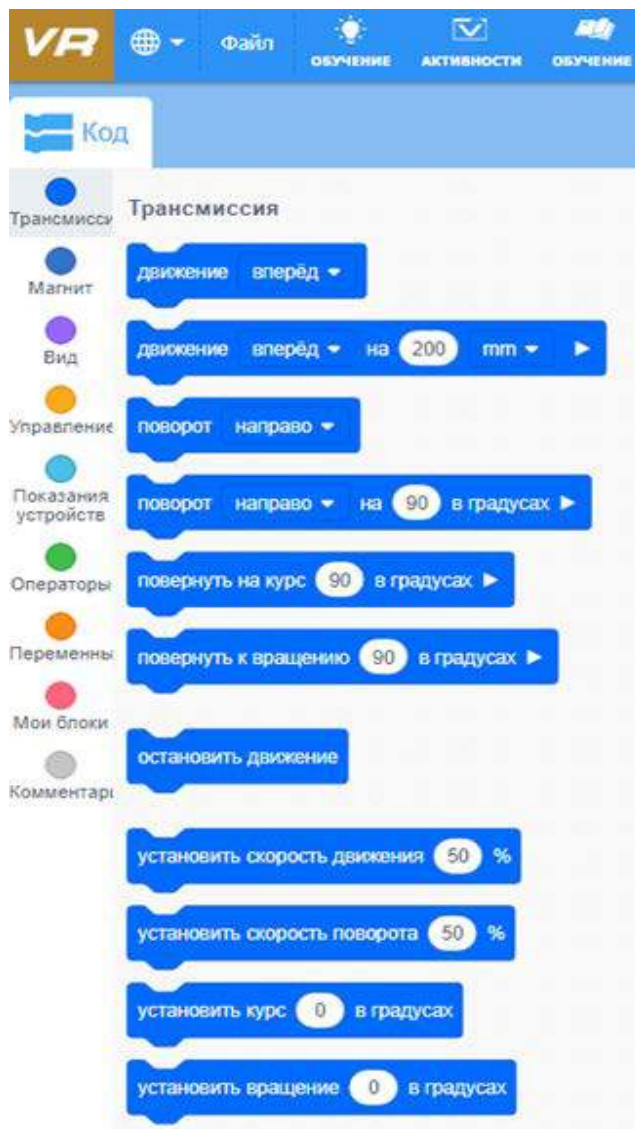 VR
Файл
ОБУЧЕНИЕ
АКТИВНОСТИ
ОБУЧЕНИЕ
Код
Трансмисси
Магнит
Вид
Управление
Показания
устройств
Операторы
Переменны
Мои блоки
Комментар
Трансмиссия
движение вперёд
движение вперёд на 200 mm
поворот направо
поворот направо на 90 в градусах
повернуть на курс 90 в градусах
повернуть к вращению 90 в градусах
остановить движение
установить скорость движения 50 %
установить скорость поворота 50 %
установить курс 0 в градусах
установить вращение 0 в градусах